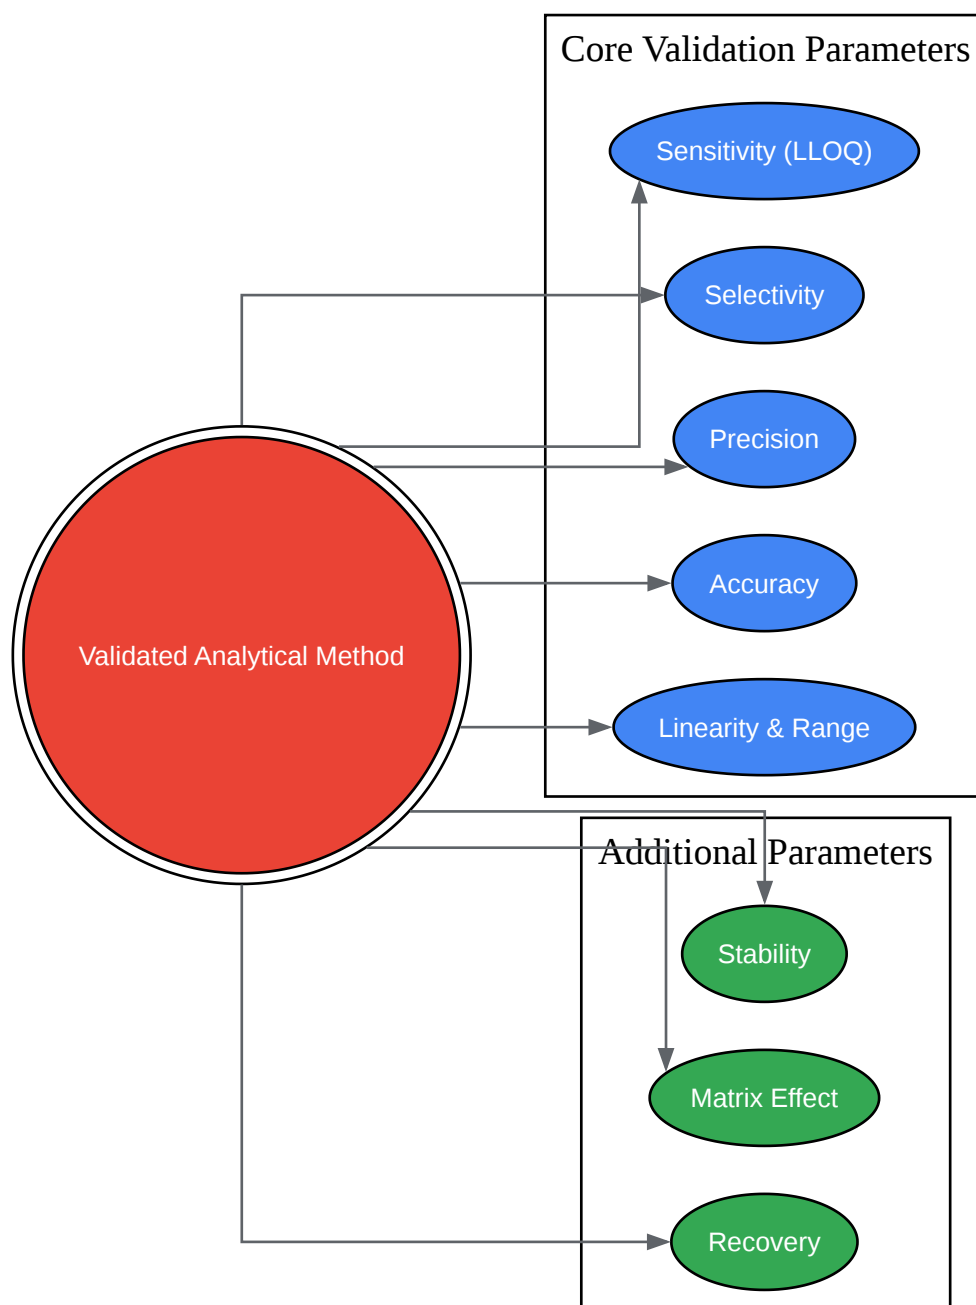 Core Validation Parameters
Sensitivity (LLOQ)
Selectivity
Precision
Accuracy
Validated Analytical Method
Linearity & Range
Additional Parameters
Stability
Matrix Effect
Recovery